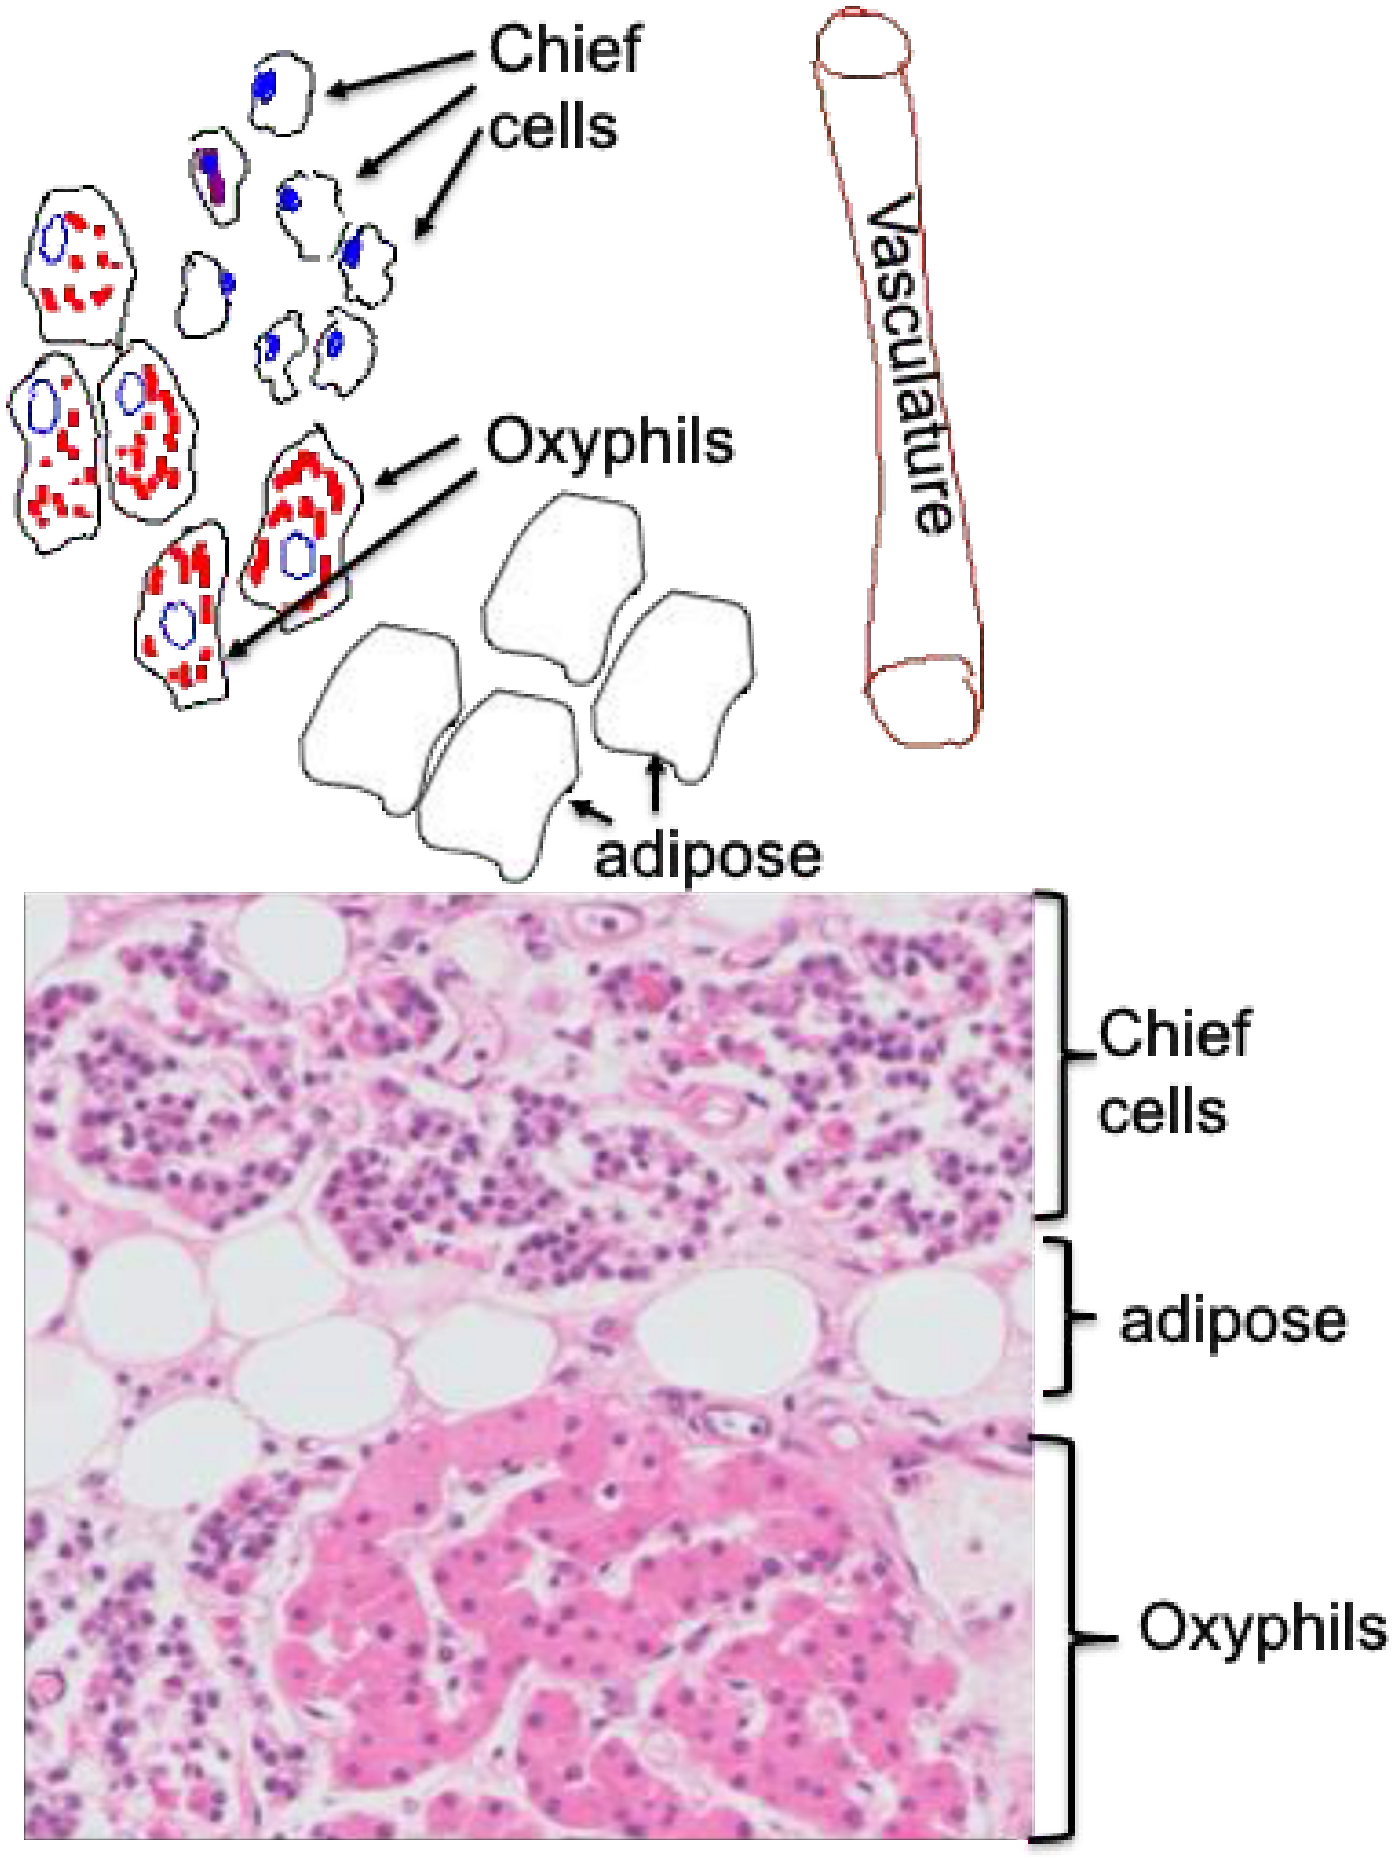 Chief
cells
Vasculature
Oxyphils
adipose
Chief
cells
adipose
Oxyphils